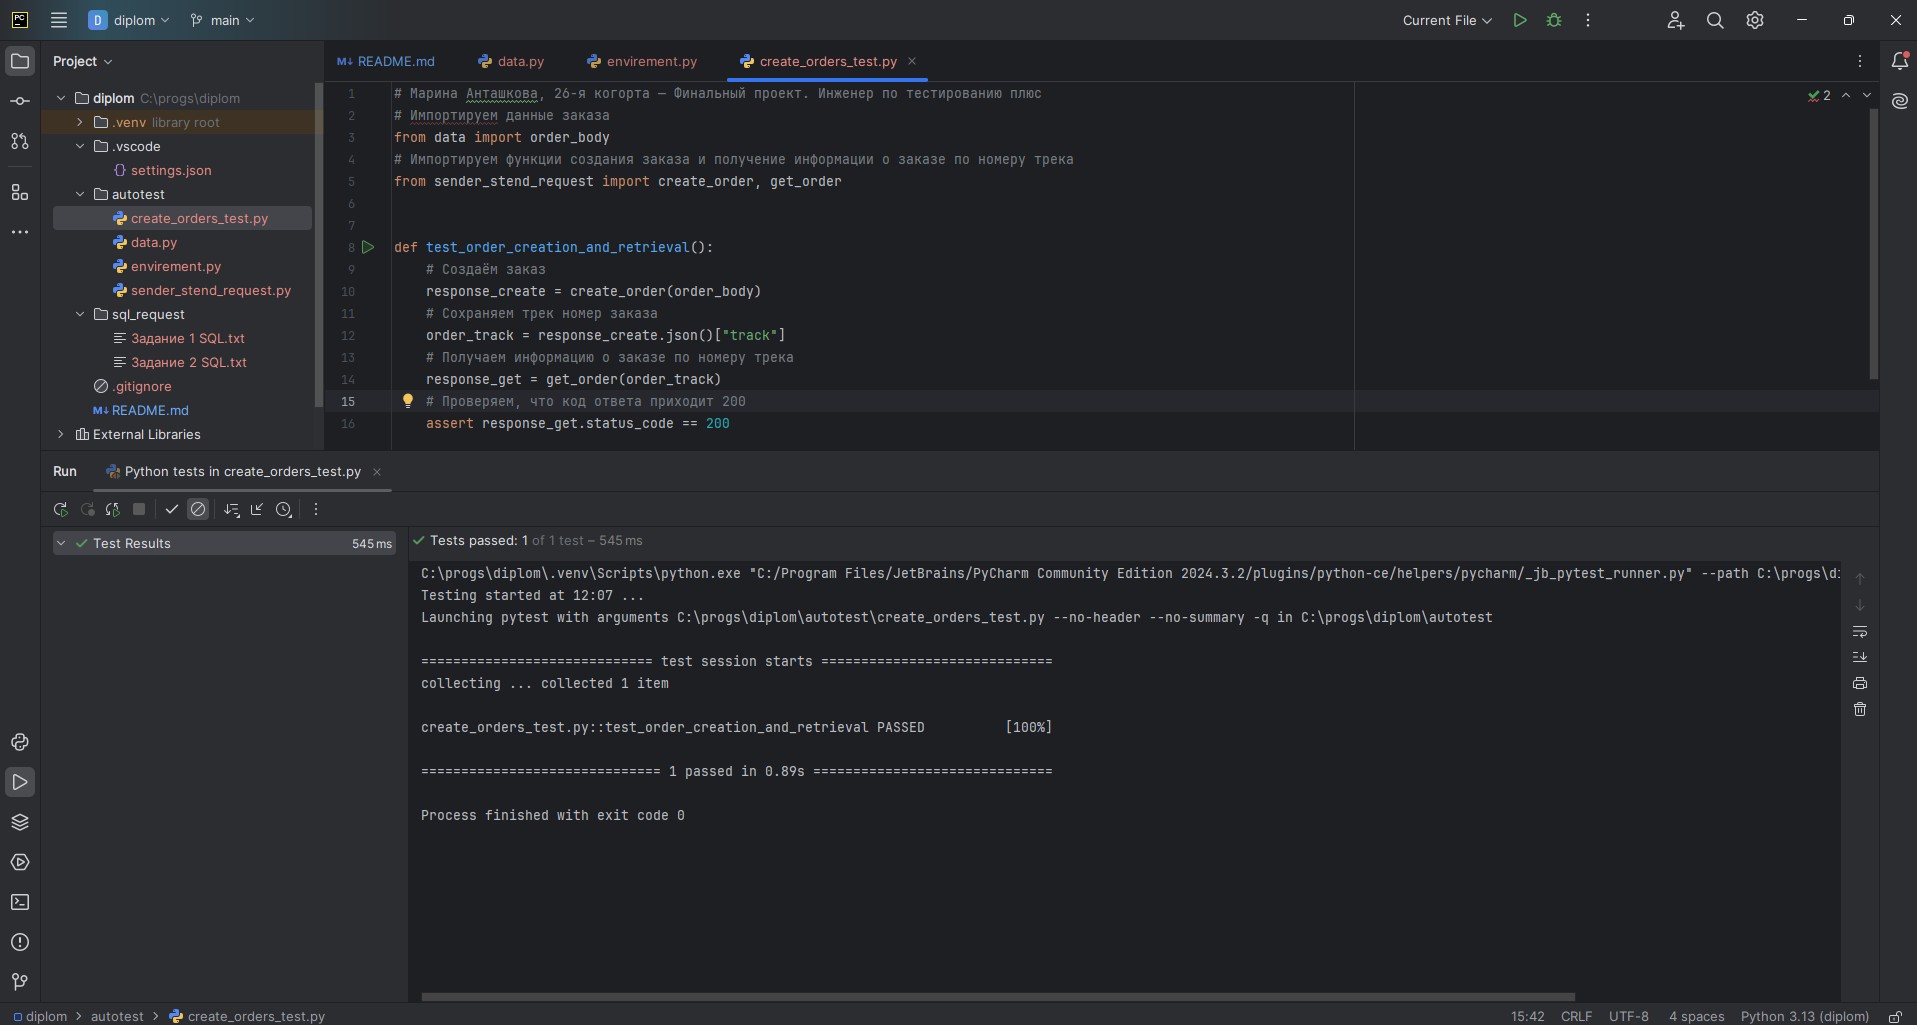 PC
D diplom
main
Current File
Project
README.md
data.py
envirement.py
create_orders_test.py
diplom C:\progs\diplom
.venv library root
.vscode
settings.json
autotest
create_orders_test.py
data.py
envirement.py
sender_stend_request.py
sql_request
Задание 1 SQL.txt
Задание 2 SQL.txt
.gitignore
README.md
External Libraries
1 # Марина Анташкова, 26-я когорта — Финальный проект. Инженер по тестированию плюс
2 # Импортируем данные заказа
3 from data import order_body
4 # Импортируем функции создания заказа и получение информации о заказе по номеру трека
5 from sender_stend_request import create_order, get_order
6
7
8 def test_order_creation_and_retrieval():
9 # Создаём заказ
10 response_create = create_order(order_body)
11 # Сохраняем трек номер заказа
12 order_track = response_create.json()["track"]
13 # Получаем информацию о заказе по номеру трека
14 response_get = get_order(order_track)
15 # Проверяем, что код ответа приходит 200
16 assert response_get.status_code == 200
2
Run
Python tests in create_orders_test.py
Test Results 545 ms
Tests passed: 1 of 1 test – 545 ms
C:\progs\diplom\.venv\Scripts\python.exe "C:/Program Files/JetBrains/PyCharm Community Edition 2024.3.2/plugins/python-ce/helpers/pycharm/_jb_pytest_runner.py" --path C:\progs\di
Testing started at 12:07 ...
Launching pytest with arguments C:\progs\diplom\autotest\create_orders_test.py --no-header --no-summary -q in C:\progs\diplom\autotest
============================= test session starts =============================
collecting ... collected 1 item
create_orders_test.py::test_order_creation_and_retrieval PASSED [100%]
============================== 1 passed in 0.89s ==============================
Process finished with exit code 0
diplom > autotest > create_orders_test.py
15:42 CRLF UTF-8 4 spaces Python 3.13 (diplom)